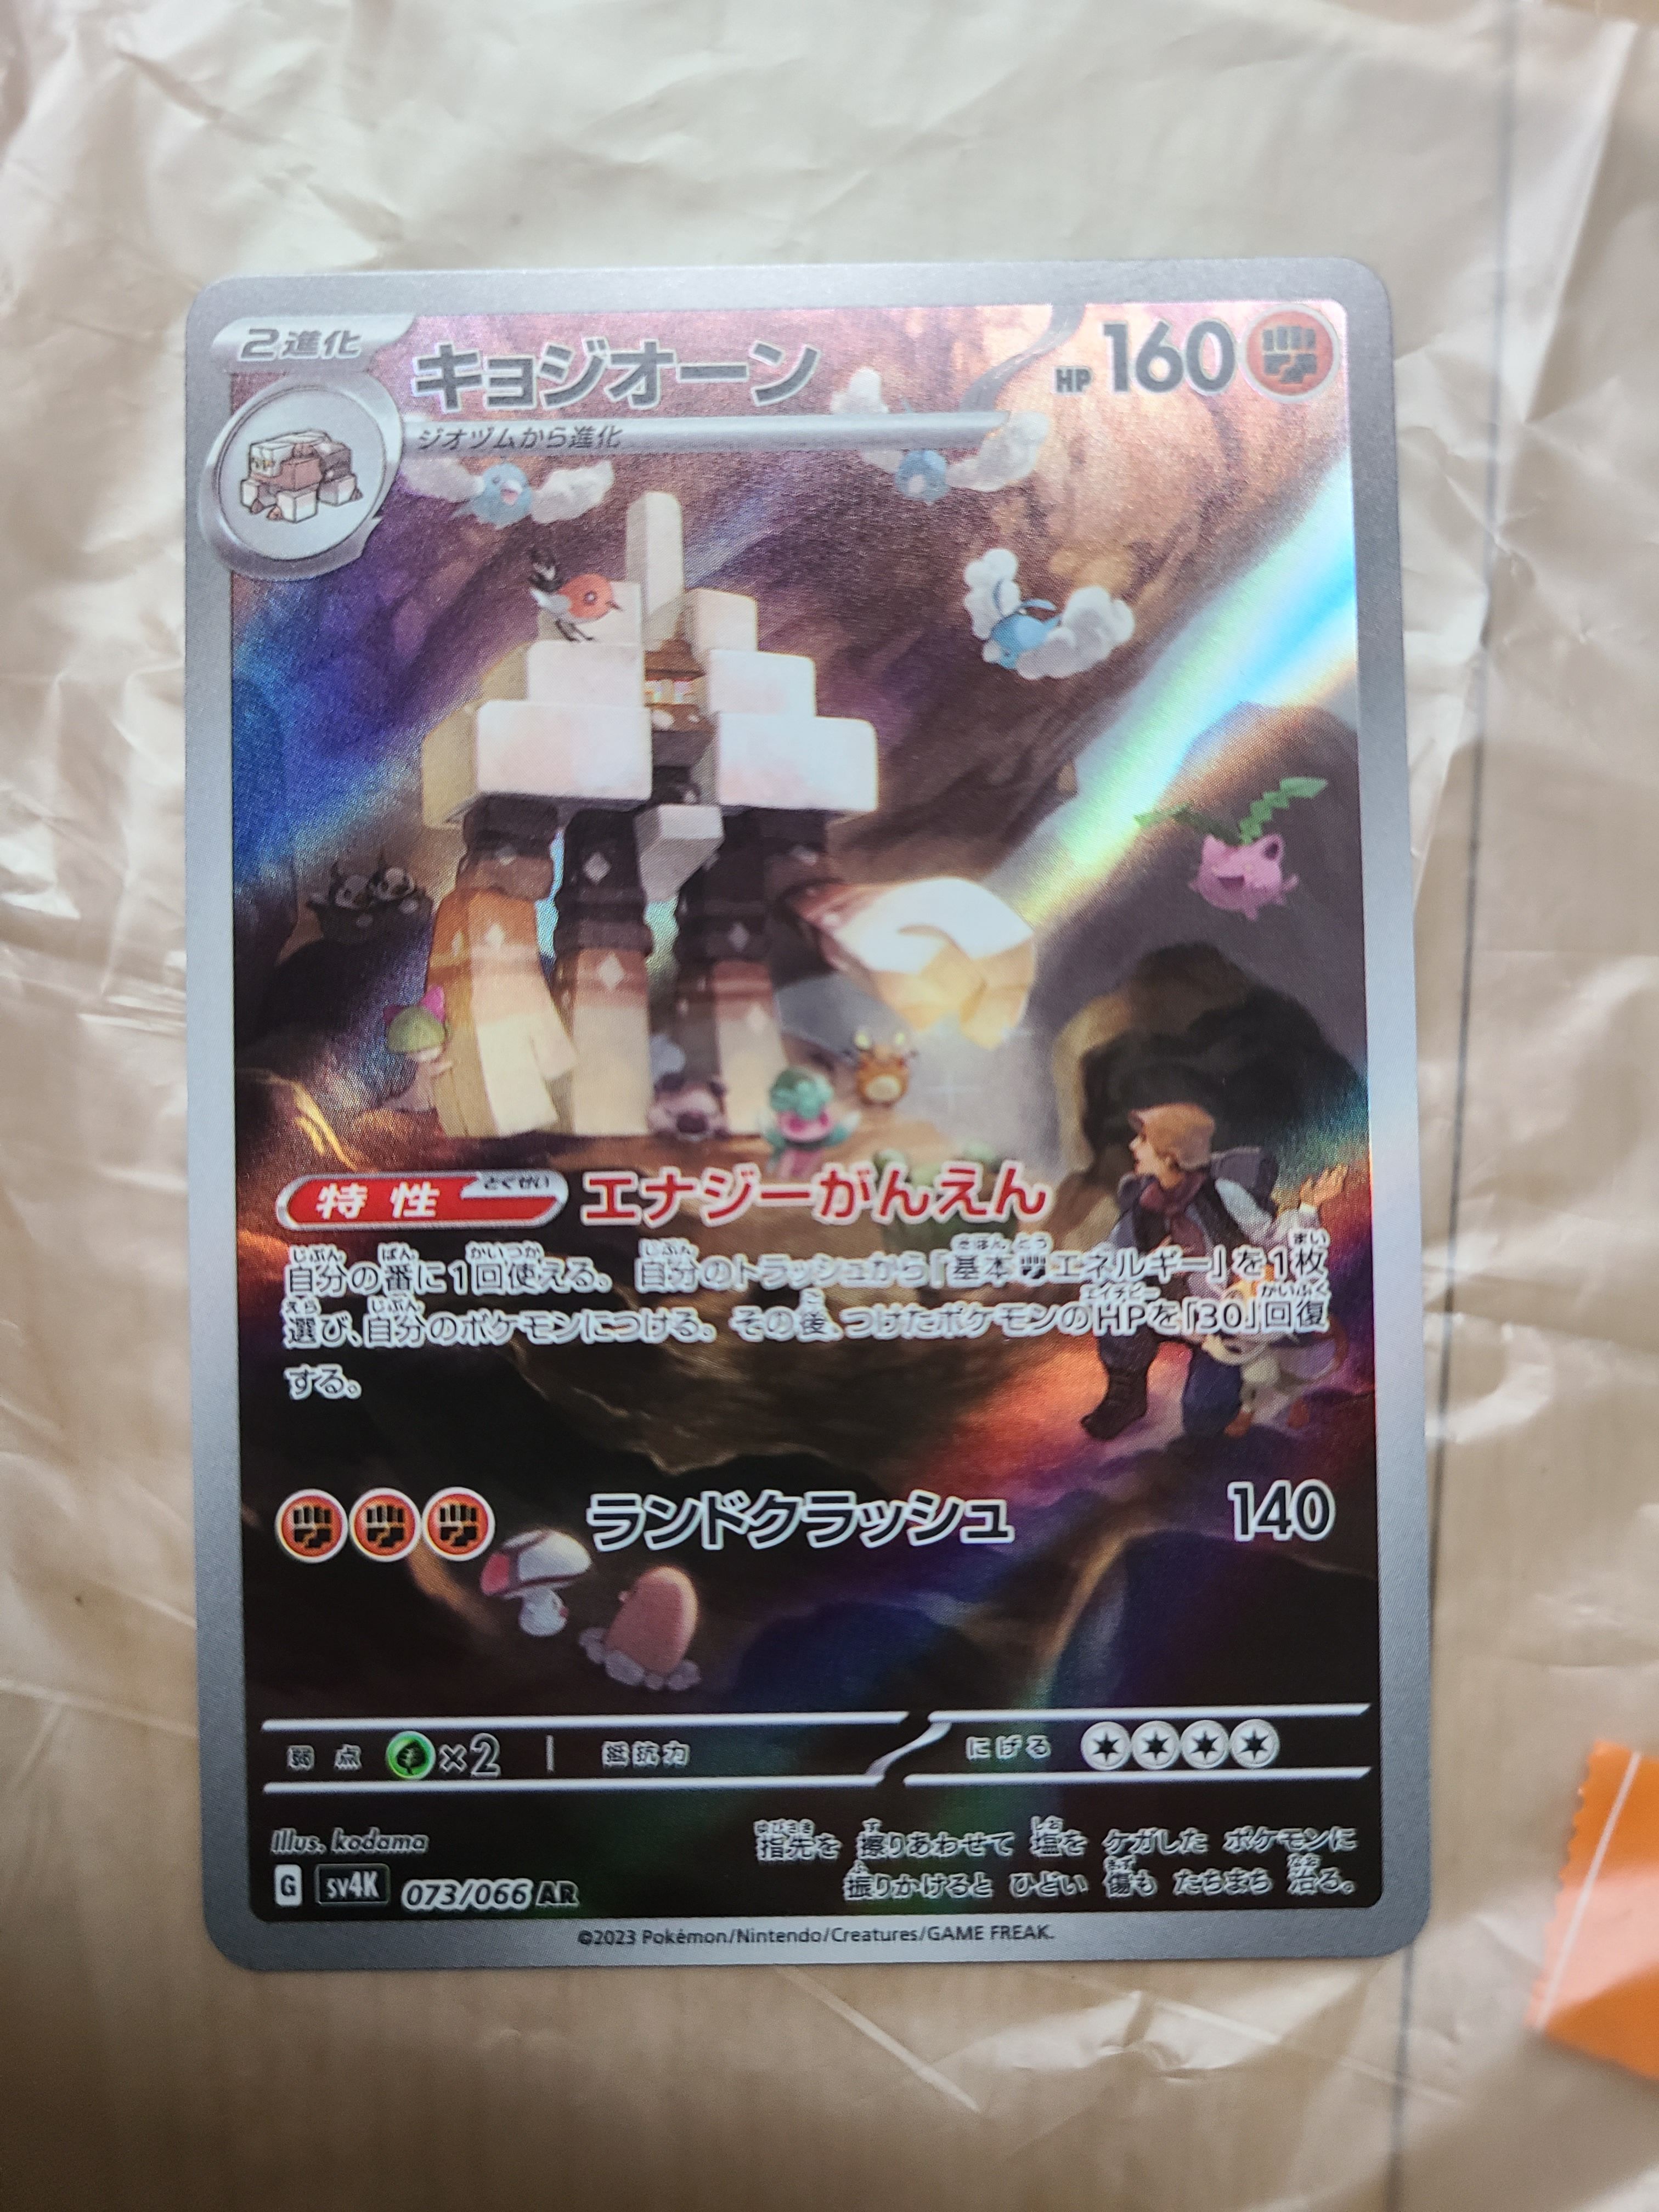 2進化
キョジオーン
HP 160
ジオヅムから進化
特性 とくせい エナジーがんえん
自分の番に1回使える。自分のトラッシュから「基本エネルギー」を1枚
選び、自分のポケモンにつける。その後、つけたポケモンのHPを「30」回復
する。
ランドクラッシュ 140
弱点 ×2 抵抗力 にげる
Illus. kodama
指先を 擦りあわせて 塩を ケガした ポケモンに
振りかけると ひどい 傷も たちまち 治る。
G SV4K 073/066 AR
©2023 Pokémon/Nintendo/Creatures/GAME FREAK.